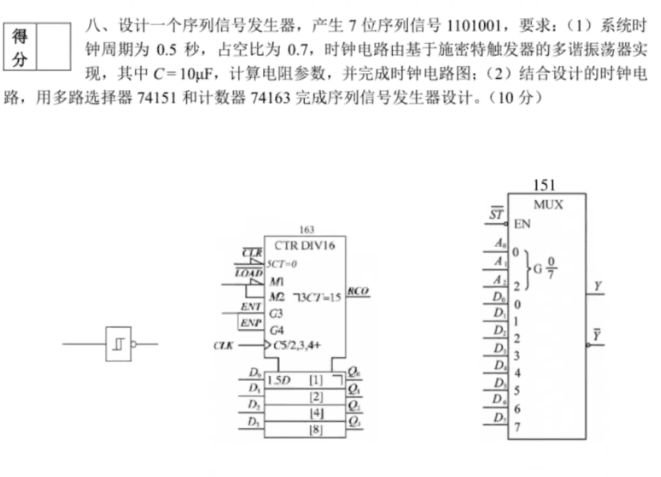 得
分
八、设计一个序列信号发生器，产生 7 位序列信号 1101001，要求：（1）系统时
钟周期为 0.5 秒，占空比为 0.7，时钟电路由基于施密特触发器的多谐振荡器实
现，其中 C=10μF，计算电阻参数，并完成时钟电路图；（2）结合设计的时钟电
路，用多路选择器 74151 和计数器 74163 完成序列信号发生器设计。（10 分）
163
CTR DIV16
CLR
5CT=0
LOAD
M1
M2
3CT=15
RCO
ENT
G3
ENP
G4
CLK
C5/2,3,4+
D₀
1.5D
[1]
Q₀
D₁
[2]
Q₁
D₂
[4]
Q₂
D₃
[8]
Q₃
151
MUX
ST
EN
A₀
0
A₁
G 0/7
A₂
2
D₀
0
D₁
1
D₂
2
D₃
3
D₄
4
D₅
5
D₆
6
D₇
7
Y
Y̅